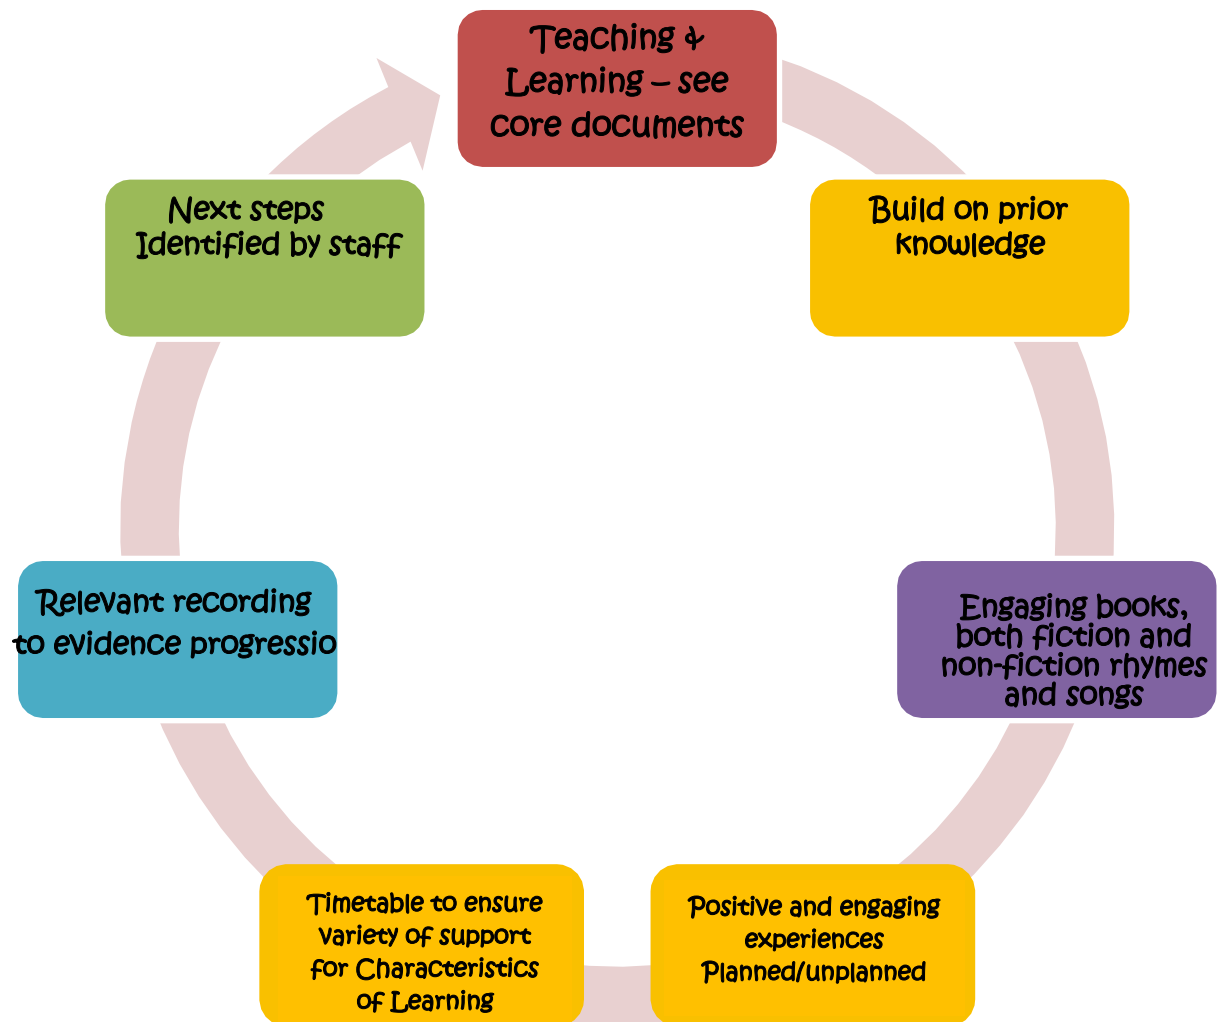 Teaching &
Learning – see
core documents
Build on prior
knowledge
Engaging books,
both fiction and
non-fiction rhymes
and songs
Positive and engaging
experiences
Planned/unplanned
Timetable to ensure
variety of support
for Characteristics
of Learning
Relevant recording
to evidence progressio
Next steps
Identified by staff